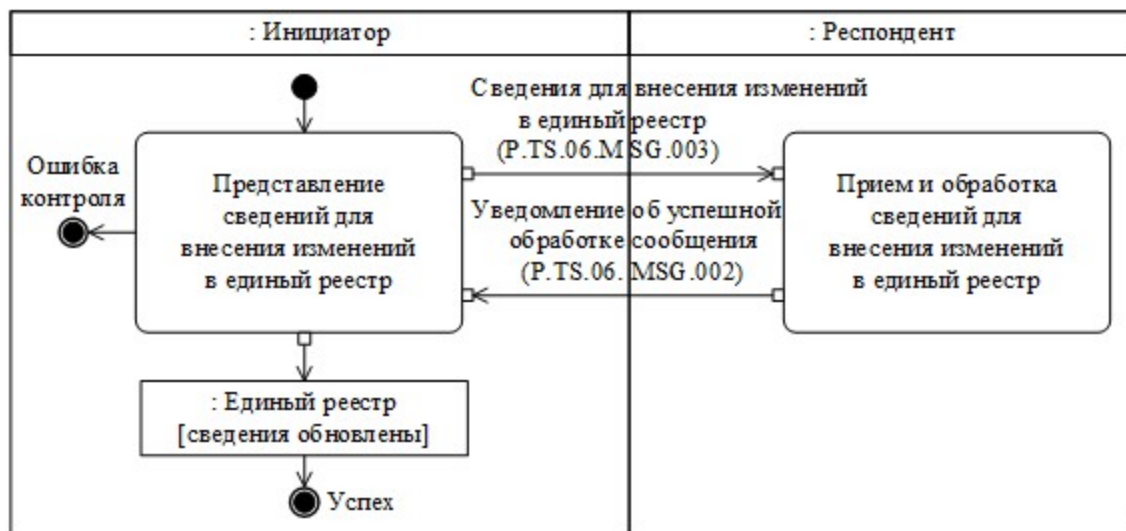 : Инициатор
: Респондент
Сведения для внесения изменений
в единый реестр
(P.TS.06.MSG.003)
Ошибка
контроля
Представление
сведений для
внесения изменений
в единый реестр
Уведомление об успешной
обработке сообщения
(P.TS.06. MSG.002)
Прием и обработка
сведений для
внесения изменений
в единый реестр
: Единый реестр
[сведения обновлены]
Успех